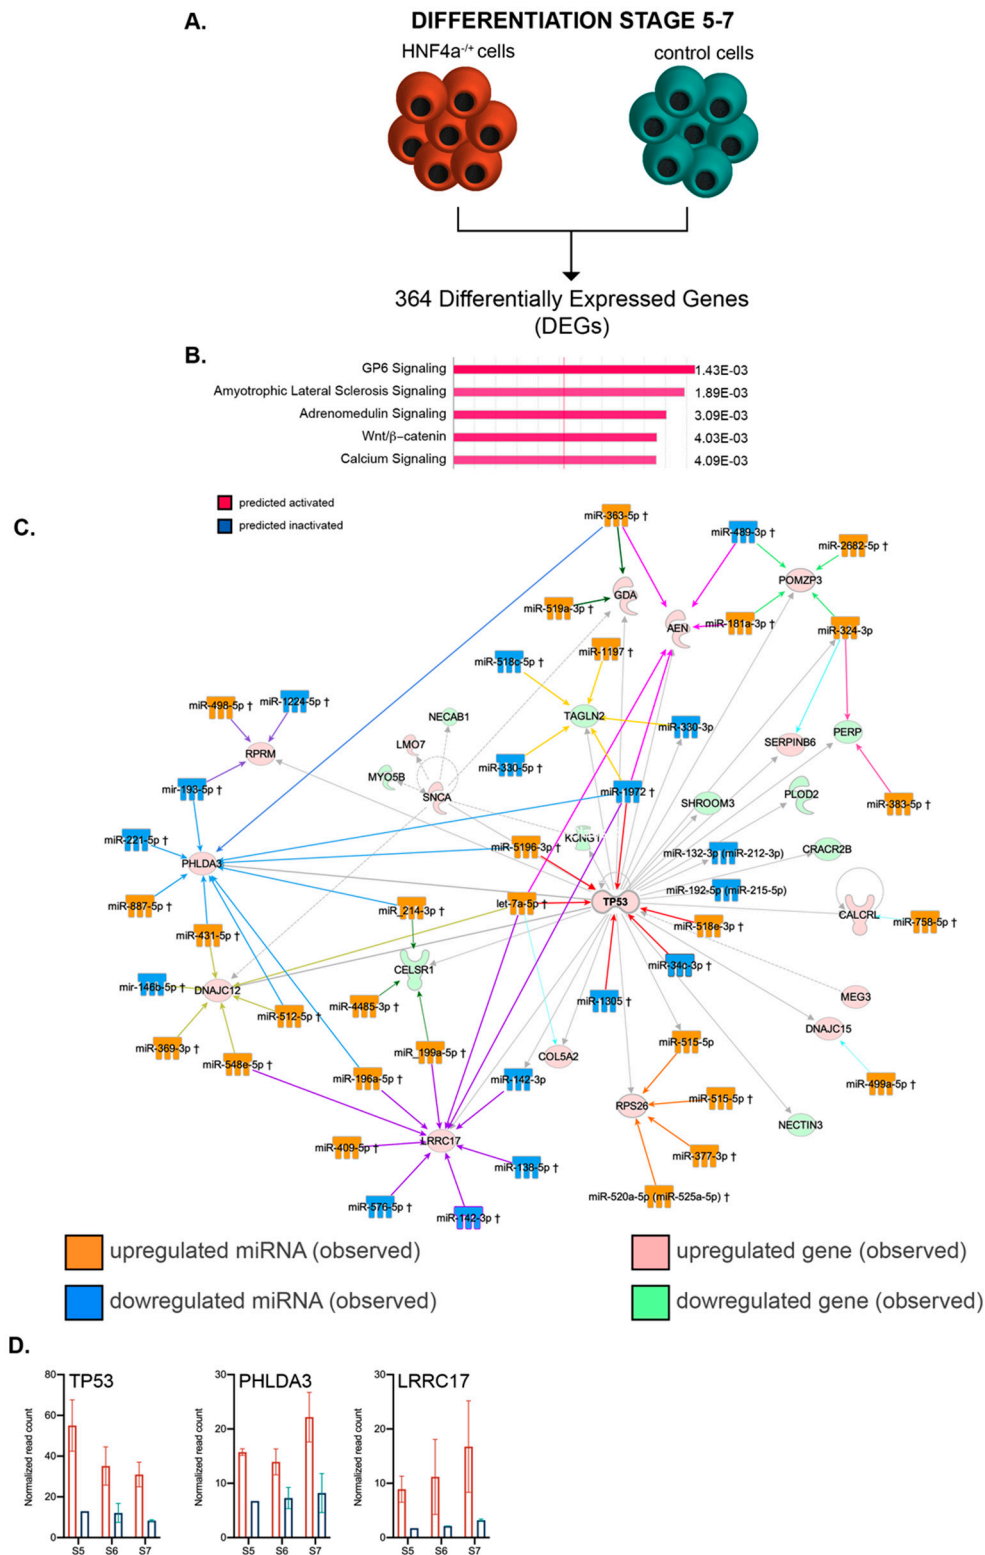 A.
DIFFERENTIATION STAGE 5-7
HNF4a-/+ cells
control cells
364 Differentially Expressed Genes
(DEGs)
B.
GP6 Signaling
1.43E-03
Amyotrophic Lateral Sclerosis Signaling
1.89E-03
Adrenomedulin Signaling
3.09E-03
Wnt/β–catenin
4.03E-03
Calcium Signaling
4.09E-03
predicted activated
predicted inactivated
C.
miR-363-5p †
miR-489-3p †
miR-2682-5p †
POMZP3
GDA
miR-519a-3p †
AEN
miR-181a-3p †
miR-324-3p
miR-1197 †
miR-518c-5p †
miR-498-5p †
miR-1224-5p †
NECAB1
TAGLN2
miR-330-3p
PERP
LMO7
SERPINB6
RPRM
miR-330-5p †
MYO5B
mir-193-5p †
SNCA
miR-1972 †
PLOD2
SHROOM3
miR-383-5p †
miR-221-5p †
KCNG1
miR-5196-3p †
miR-132-3p (miR-212-3p)
CRACR2B
PHLDA3
miR-192-5p (miR-215-5p)
miR-887-5p †
miR_214-3p †
let-7a-5p †
TP53
CALCRL
miR-758-5p †
miR-518e-3p †
miR-431-5p †
CELSR1
miR-34c-3p †
mir-146b-5p †
DNAJC12
MEG3
miR-4485-3p †
miR-1305 †
miR-512-5p †
DNAJC15
miR-369-3p †
miR_199a-5p †
COL5A2
miR-515-5p
miR-548e-5p †
miR-196a-5p †
miR-142-3p
miR-499a-5p †
RPS26
miR-515-5p †
NECTIN3
LRRC17
miR-409-5p †
miR-377-3p †
miR-138-5p †
miR-520a-5p (miR-525a-5p) †
miR-576-5p †
miR-142-3p †
upregulated miRNA (observed)
upregulated gene (observed)
dowregulated miRNA (observed)
dowregulated gene (observed)
D.
TP53
PHLDA3
LRRC17
Normalized read count
80
60
40
20
0
S5 S6 S7
Normalized read count
30
20
10
0
S5 S6 S7
Normalized read count
30
20
10
0
S5 S6 S7